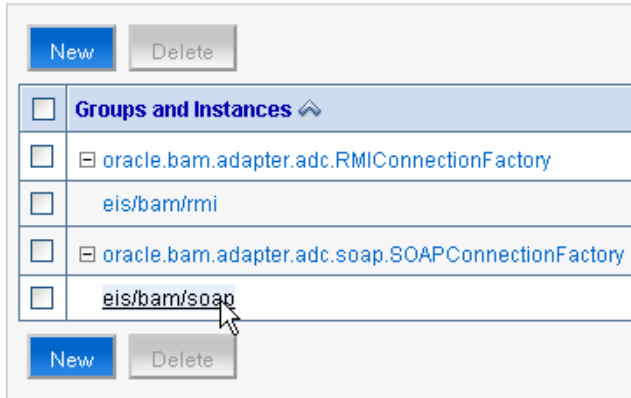 New Delete
Groups and Instances
oracle.bam.adapter.adc.RMIConnectionFactory
eis/bam/rmi
oracle.bam.adapter.adc.soap.SOAPConnectionFactory
eis/bam/soap
New Delete